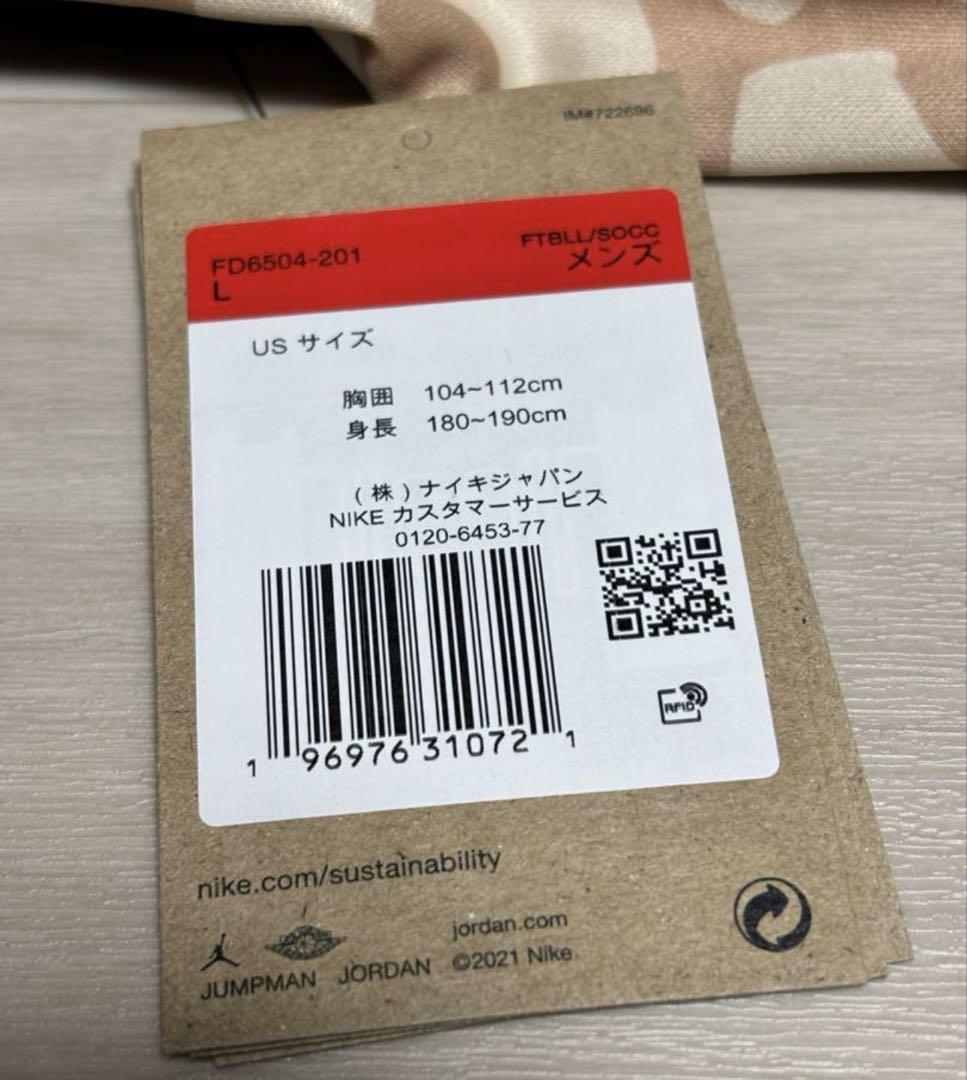 IM#722696
FD6504-201
FTBLL/SOCC
L
メンズ
US サイズ
胸囲 104~112cm
身長 180~190cm
(株)ナイキジャパン
NIKE カスタマーサービス
0120-6453-77
RFID
1 96976 31072 1
nike.com/sustainability
jordan.com
JUMPMAN JORDAN ©2021 Nike